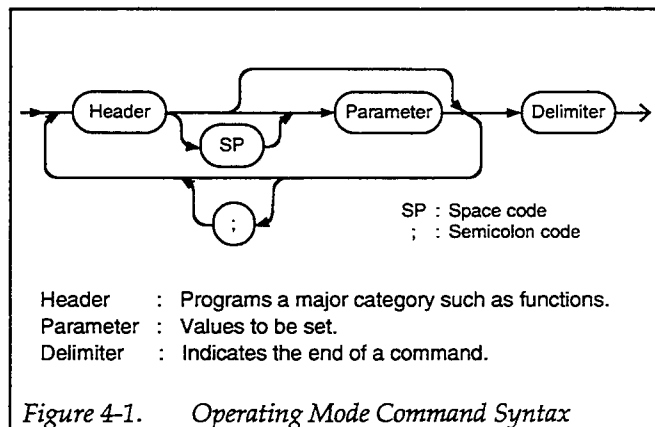 Header
SP
Parameter
Delimiter
;
SP : Space code
; : Semicolon code
Header : Programs a major category such as functions.
Parameter : Values to be set.
Delimiter : Indicates the end of a command.
Figure 4-1. Operating Mode Command Syntax